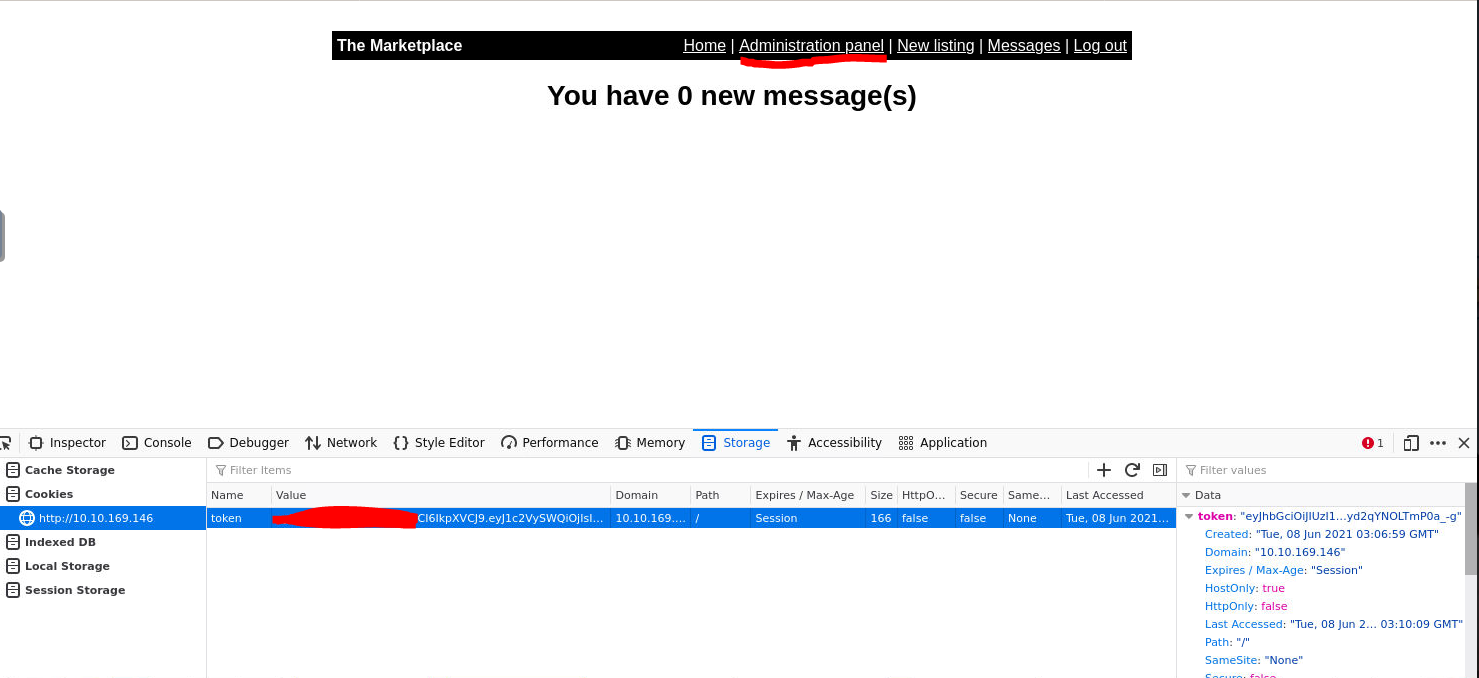 The Marketplace
Home | Administration panel | New listing | Messages | Log out
You have 0 new message(s)
Inspector Console Debugger Network Style Editor Performance Memory Storage Accessibility Application 1
Cache Storage
Cookies
http://10.10.169.146
Indexed DB
Local Storage
Session Storage
Filter Items
Name Value Domain Path Expires / Max-Age Size HttpO... Secure Same... Last Accessed
token CI6IkpXVCJ9.eyJ1c2VySWQiOjIsI... 10.10.169.... / Session 166 false false None Tue, 08 Jun 2021...
Filter values
Data
token: "eyJhbGciOiJIUzI1...yd2qYNOLTmP0a_-g"
Created: "Tue, 08 Jun 2021 03:06:59 GMT"
Domain: "10.10.169.146"
Expires / Max-Age: "Session"
HostOnly: true
HttpOnly: false
Last Accessed: "Tue, 08 Jun 2... 03:10:09 GMT"
Path: "/"
SameSite: "None"
Secure: false